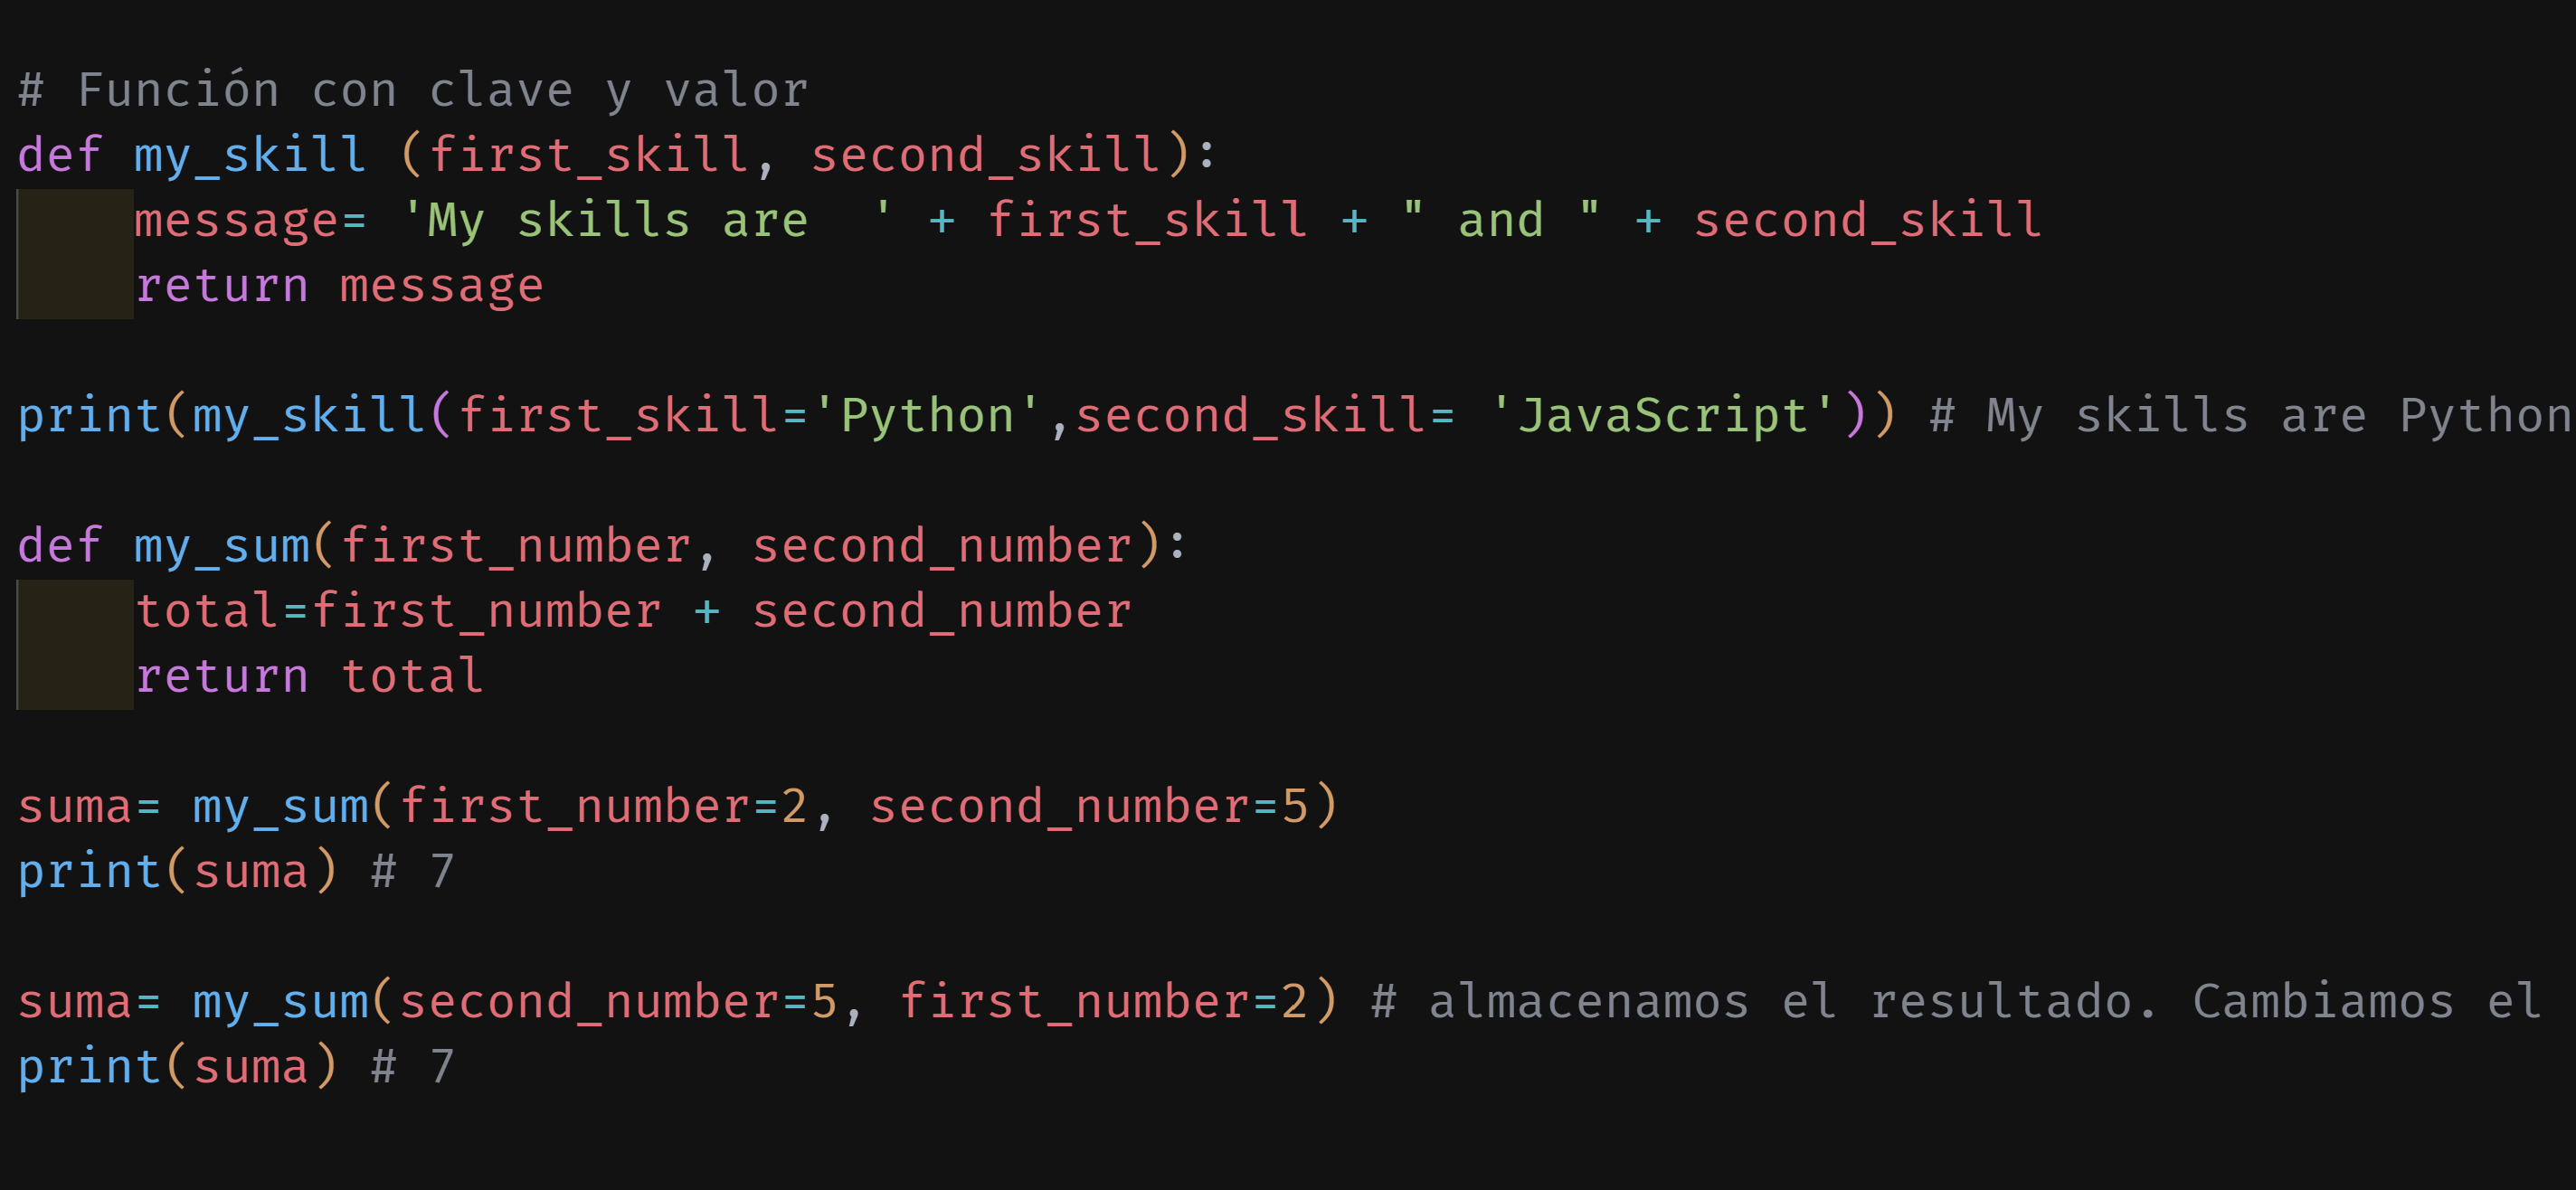 # Función con clave y valor
def my_skill (first_skill, second_skill):
    message= 'My skills are  ' + first_skill + " and " + second_skill
    return message
print(my_skill(first_skill='Python',second_skill= 'JavaScript')) # My skills are Python
def my_sum(first_number, second_number):
    total=first_number + second_number
    return total
suma= my_sum(first_number=2, second_number=5)
print(suma) # 7
suma= my_sum(second_number=5, first_number=2) # almacenamos el resultado. Cambiamos el
print(suma) # 7